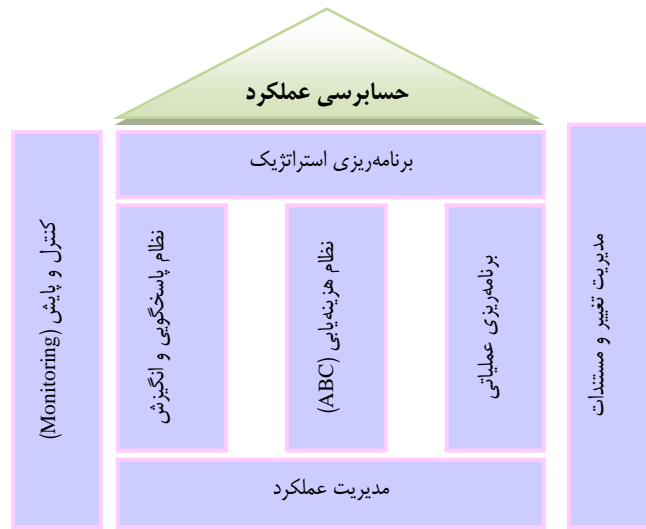 حسابرسی عملکرد
برنامه‌ریزی استراتژیک
مدیریت تغییر و مستندات
برنامه‌ریزی عملیاتی
نظام هزینه‌یابی (ABC)
نظام پاسخگویی و انگیزش
کنترل و پایش (Monitoring)
مدیریت عملکرد